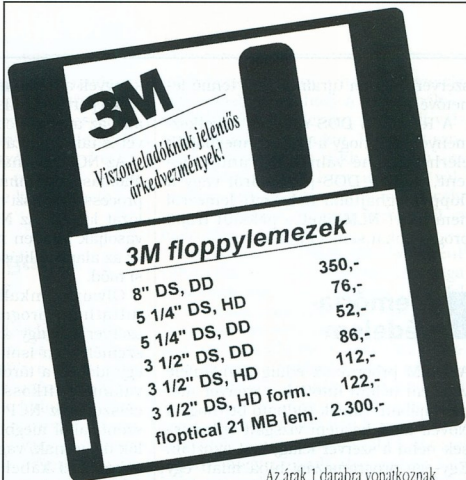 3M
Viszonteladóknak jelentős
árkedvezmények!
3M floppylemezek
8" DS, DD 350,-
5 1/4" DS, HD 76,-
5 1/4" DS, DD 52,-
3 1/2" DS, DD 86,-
3 1/2" DS, HD 112,-
3 1/2" DS, HD form. 122,-
floptical 21 MB lem. 2.300,-
Az árak 1 darabra vonatkoznak